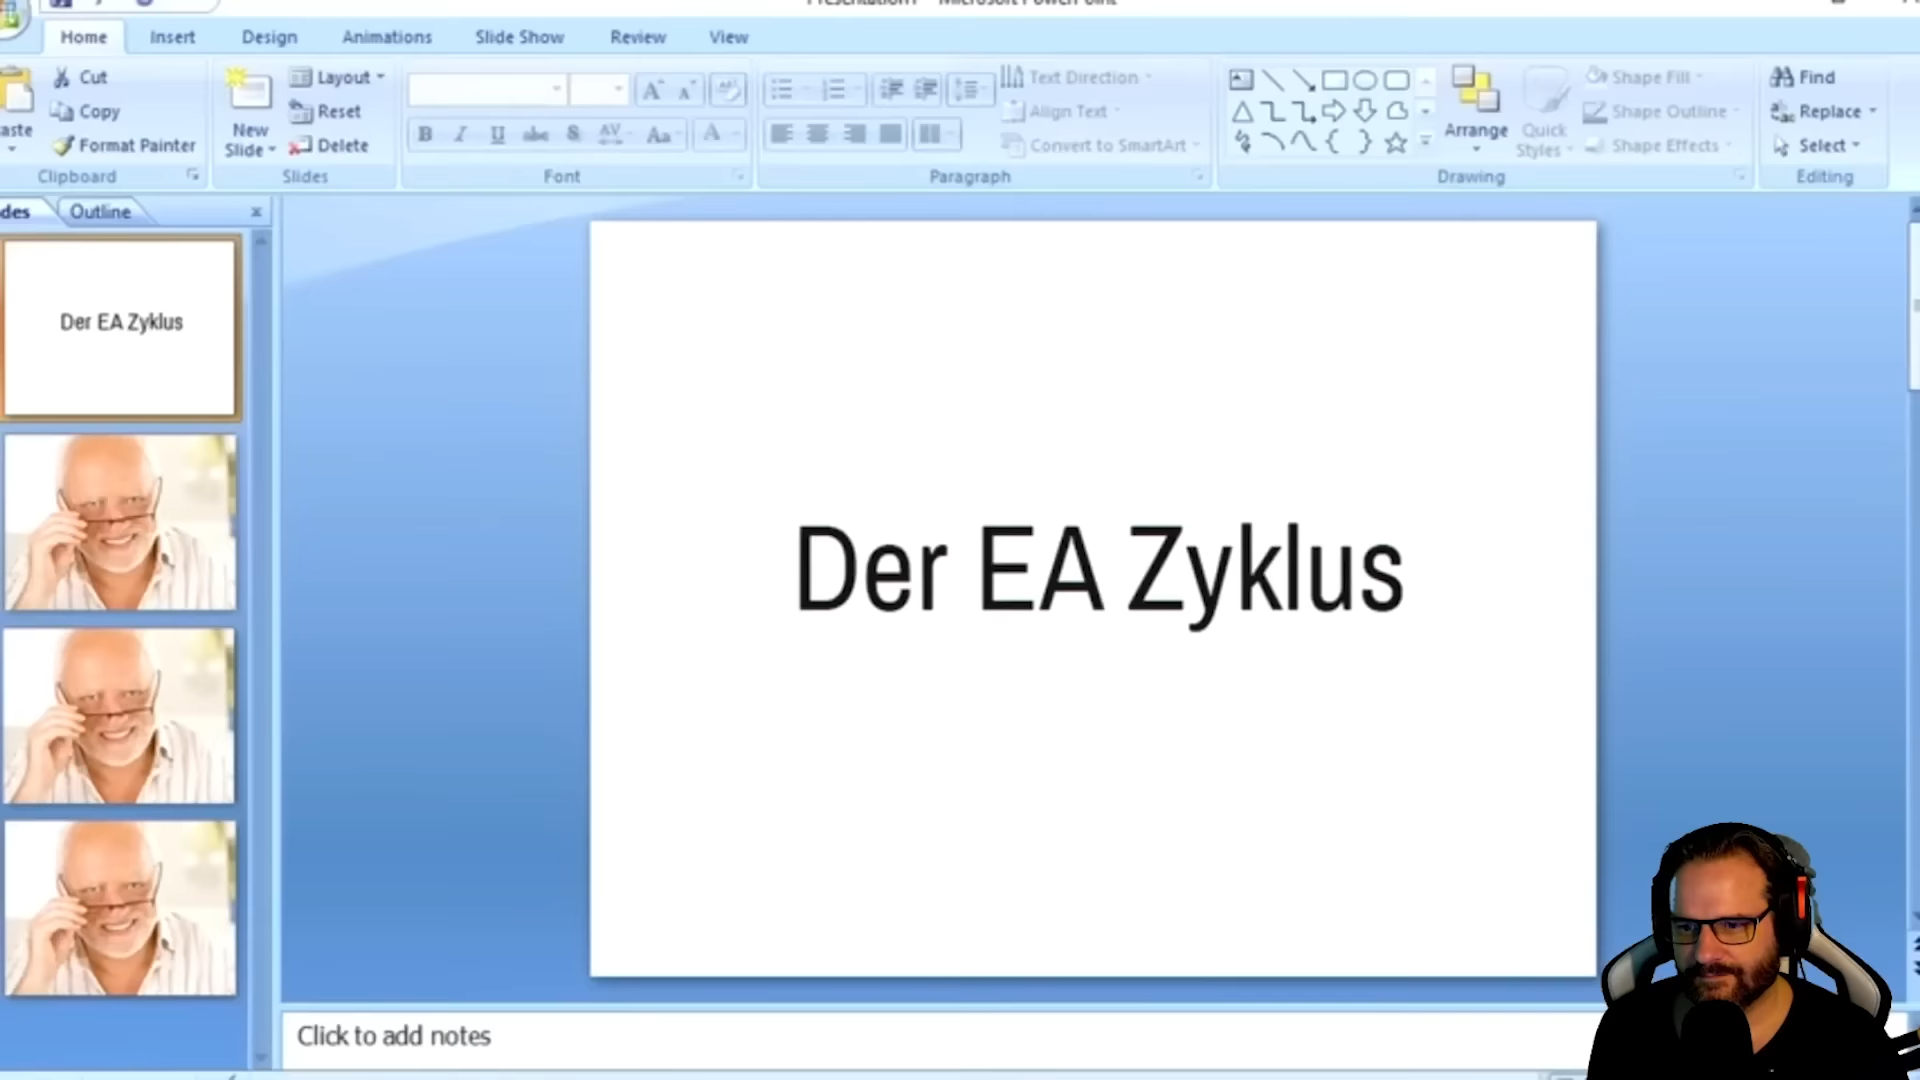 Home Insert Design Animations Slide Show Review View
Cut
Copy
Format Painter
Clipboard
New
Slide
Layout
Reset
Delete
Slides
Font
Text Direction
Align Text
Convert to SmartArt
Paragraph
Arrange
Quick
Styles
Shape Fill
Shape Outline
Shape Effects
Drawing
Find
Replace
Select
Editing
Outline
Der EA Zyklus
Der EA Zyklus
Click to add notes